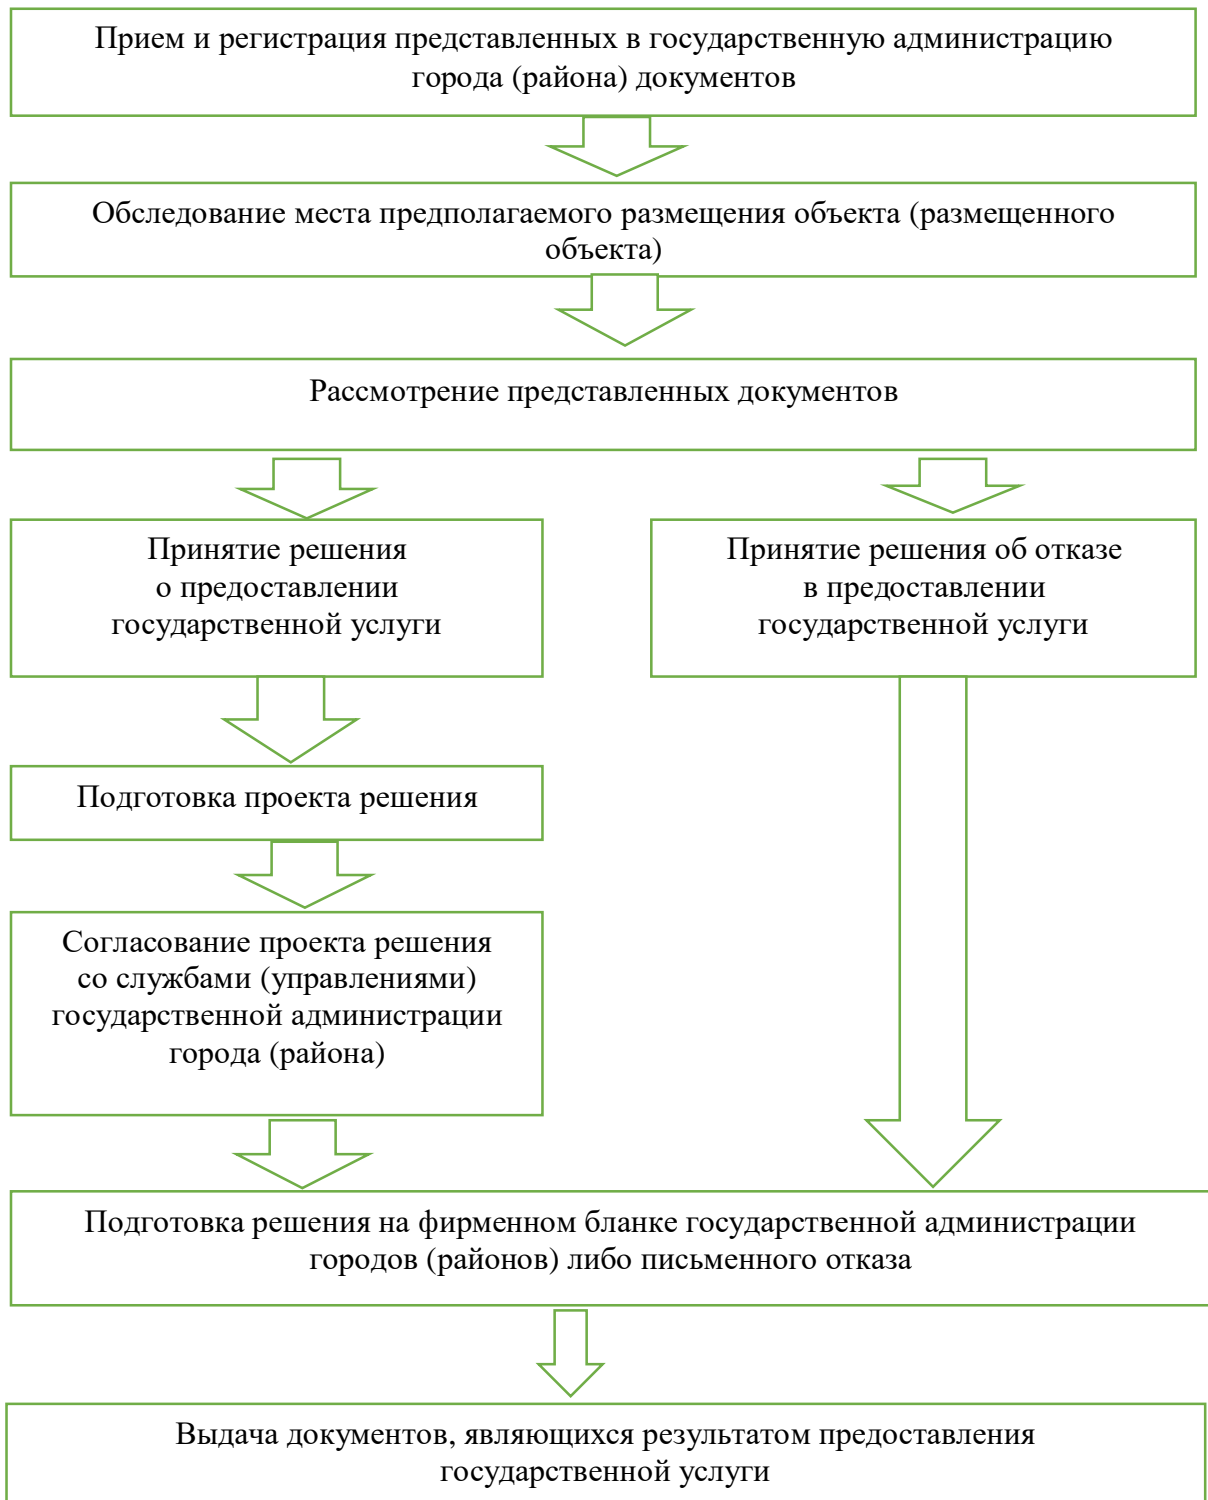 Прием и регистрация представленных в государственную администрацию
города (района) документов
Обследование места предполагаемого размещения объекта (размещенного
объекта)
Рассмотрение представленных документов
Принятие решения
о предоставлении
государственной услуги
Принятие решения об отказе
в предоставлении
государственной услуги
Подготовка проекта решения
Согласование проекта решения
со службами (управлениями)
государственной администрации
города (района)
Подготовка решения на фирменном бланке государственной администрации
городов (районов) либо письменного отказа
Выдача документов, являющихся результатом предоставления
государственной услуги